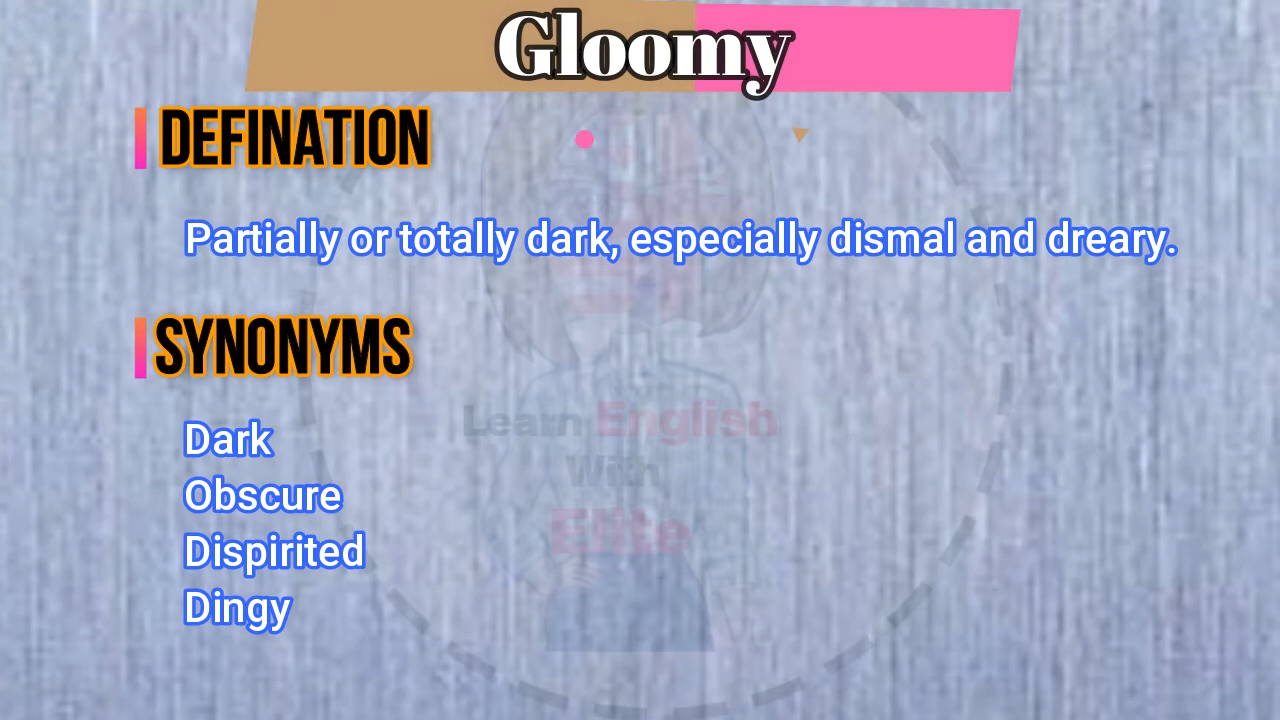 Gloomy
DEFINATION
Partially or totally dark, especially dismal and dreary.
SYNONYMS
Dark
Obscure
Dispirited
Dingy
Learn English
With
Elite